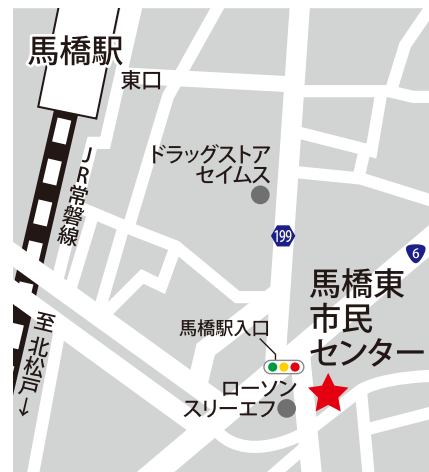 馬橋駅
東口
ドラッグストア
セイムス
JR常磐線
199
6
馬橋東
市民
センター
馬橋駅入口
至 北松戸→
ローソン
スリーエフ